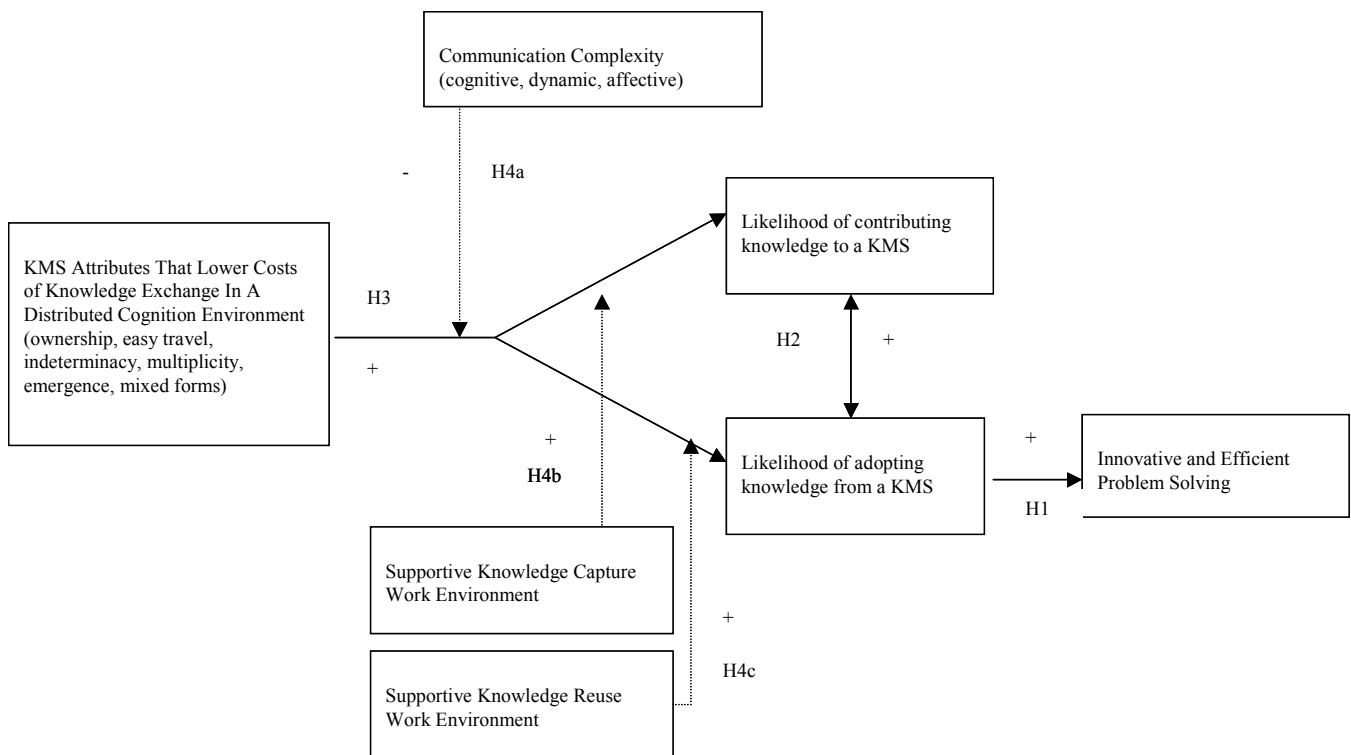 Communication Complexity
(cognitive, dynamic, affective)
-
H4a
KMS Attributes That Lower Costs
of Knowledge Exchange In A
Distributed Cognition Environment
(ownership, easy travel,
indeterminacy, multiplicity,
emergence, mixed forms)
H3
+
Likelihood of contributing
knowledge to a KMS
H2
+
Likelihood of adopting
knowledge from a KMS
+
H1
Innovative and Efficient
Problem Solving
+
H4b
Supportive Knowledge Capture
Work Environment
+
H4c
Supportive Knowledge Reuse
Work Environment